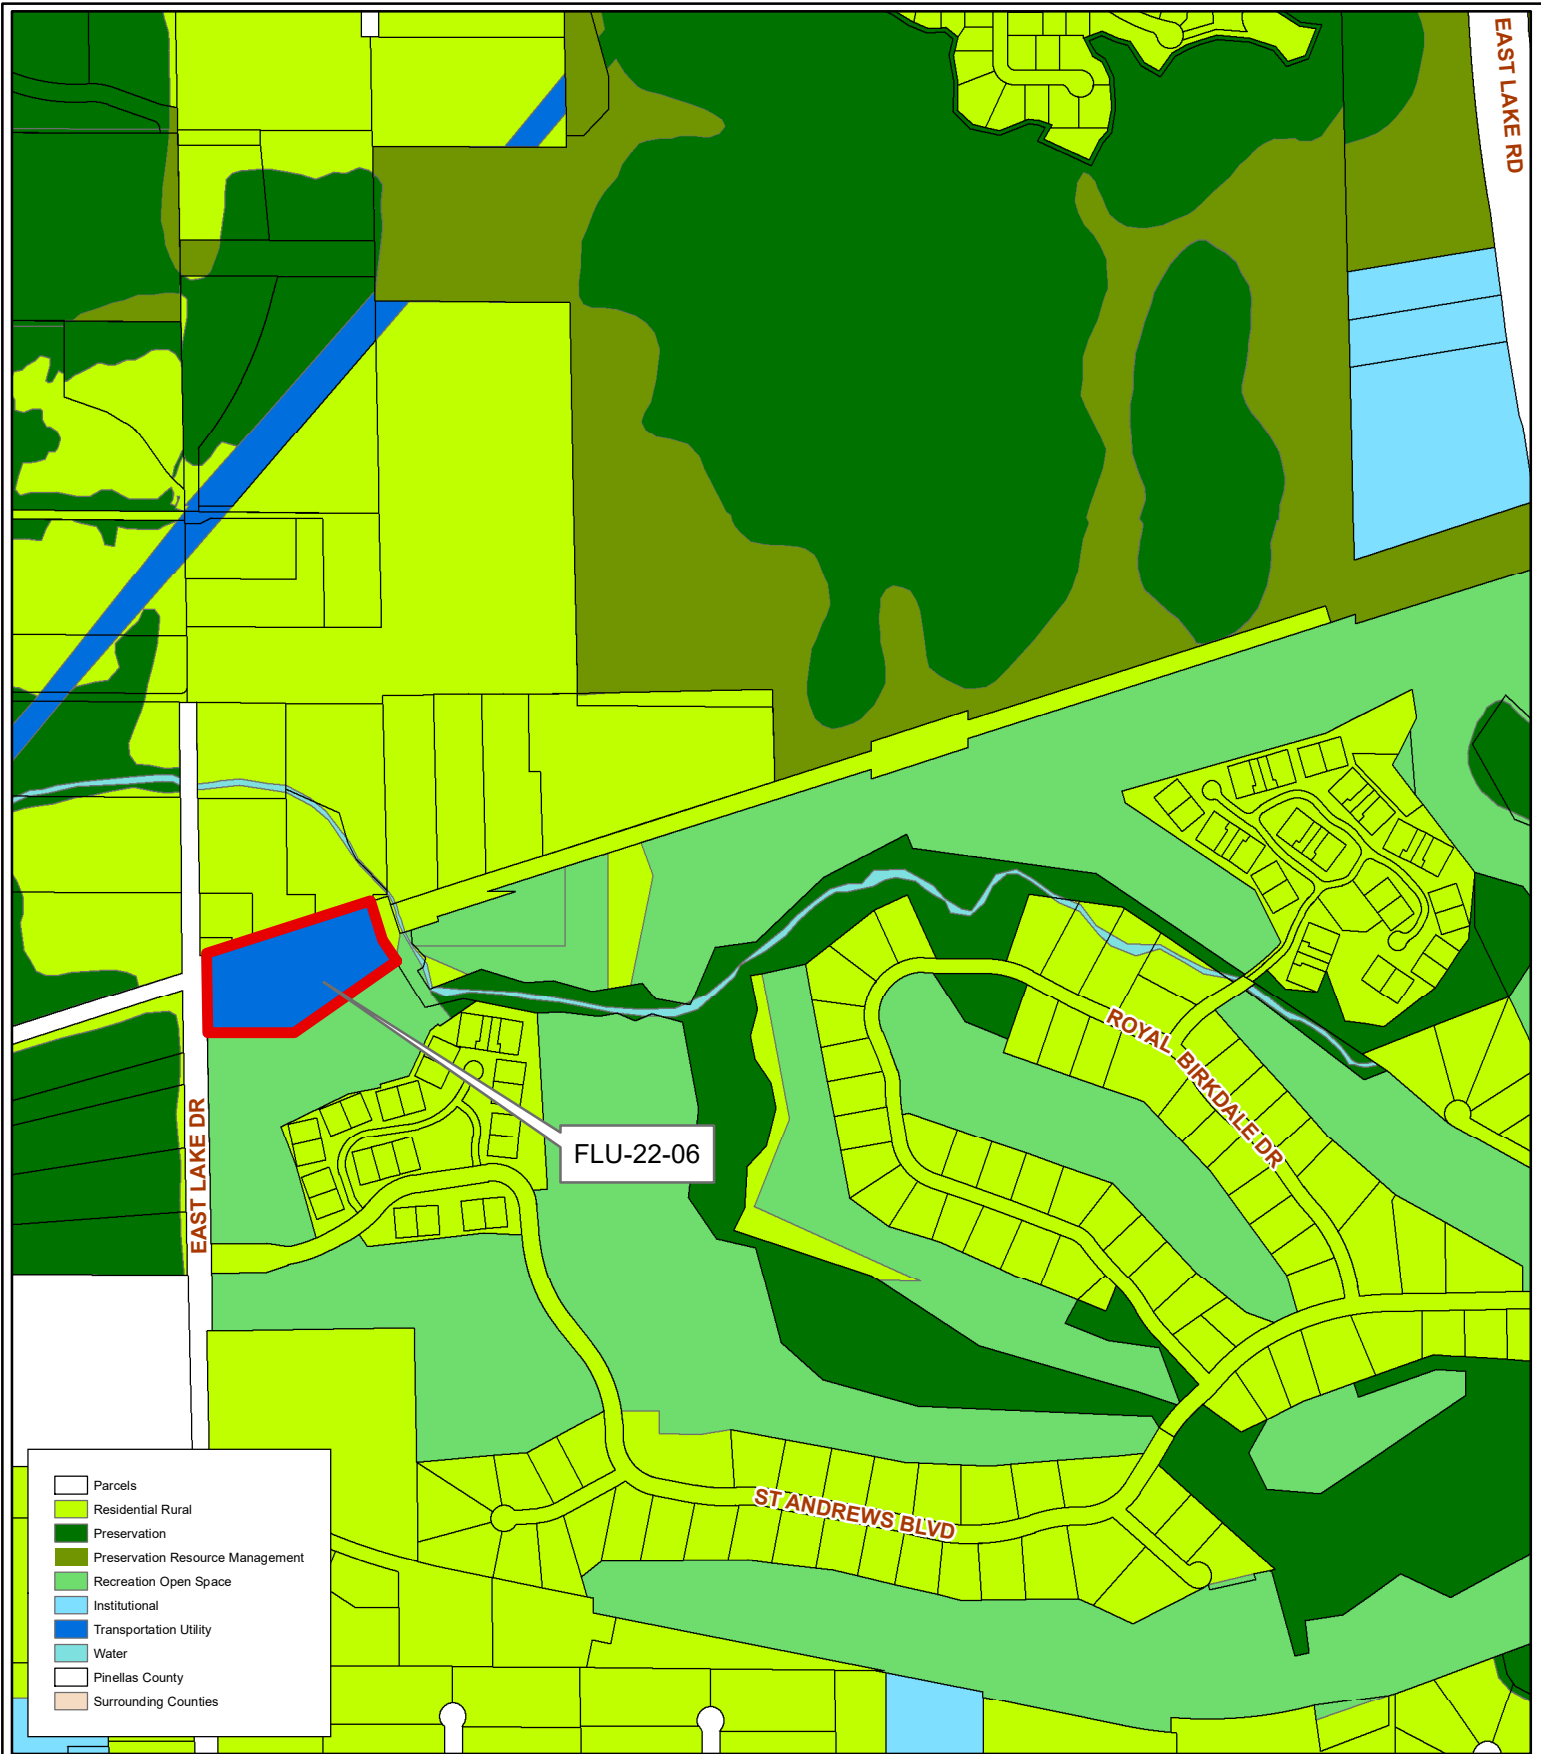 EAST LAKE RD
ROYAL BIRKDALE DR
FLU-22-06
EAST LAKE DR
ST ANDREWS BLVD
Parcels
Residential Rural
Preservation
Preservation Resource Management
Recreation Open Space
Institutional
Transportation Utility
Water
Pinellas County
Surrounding Counties